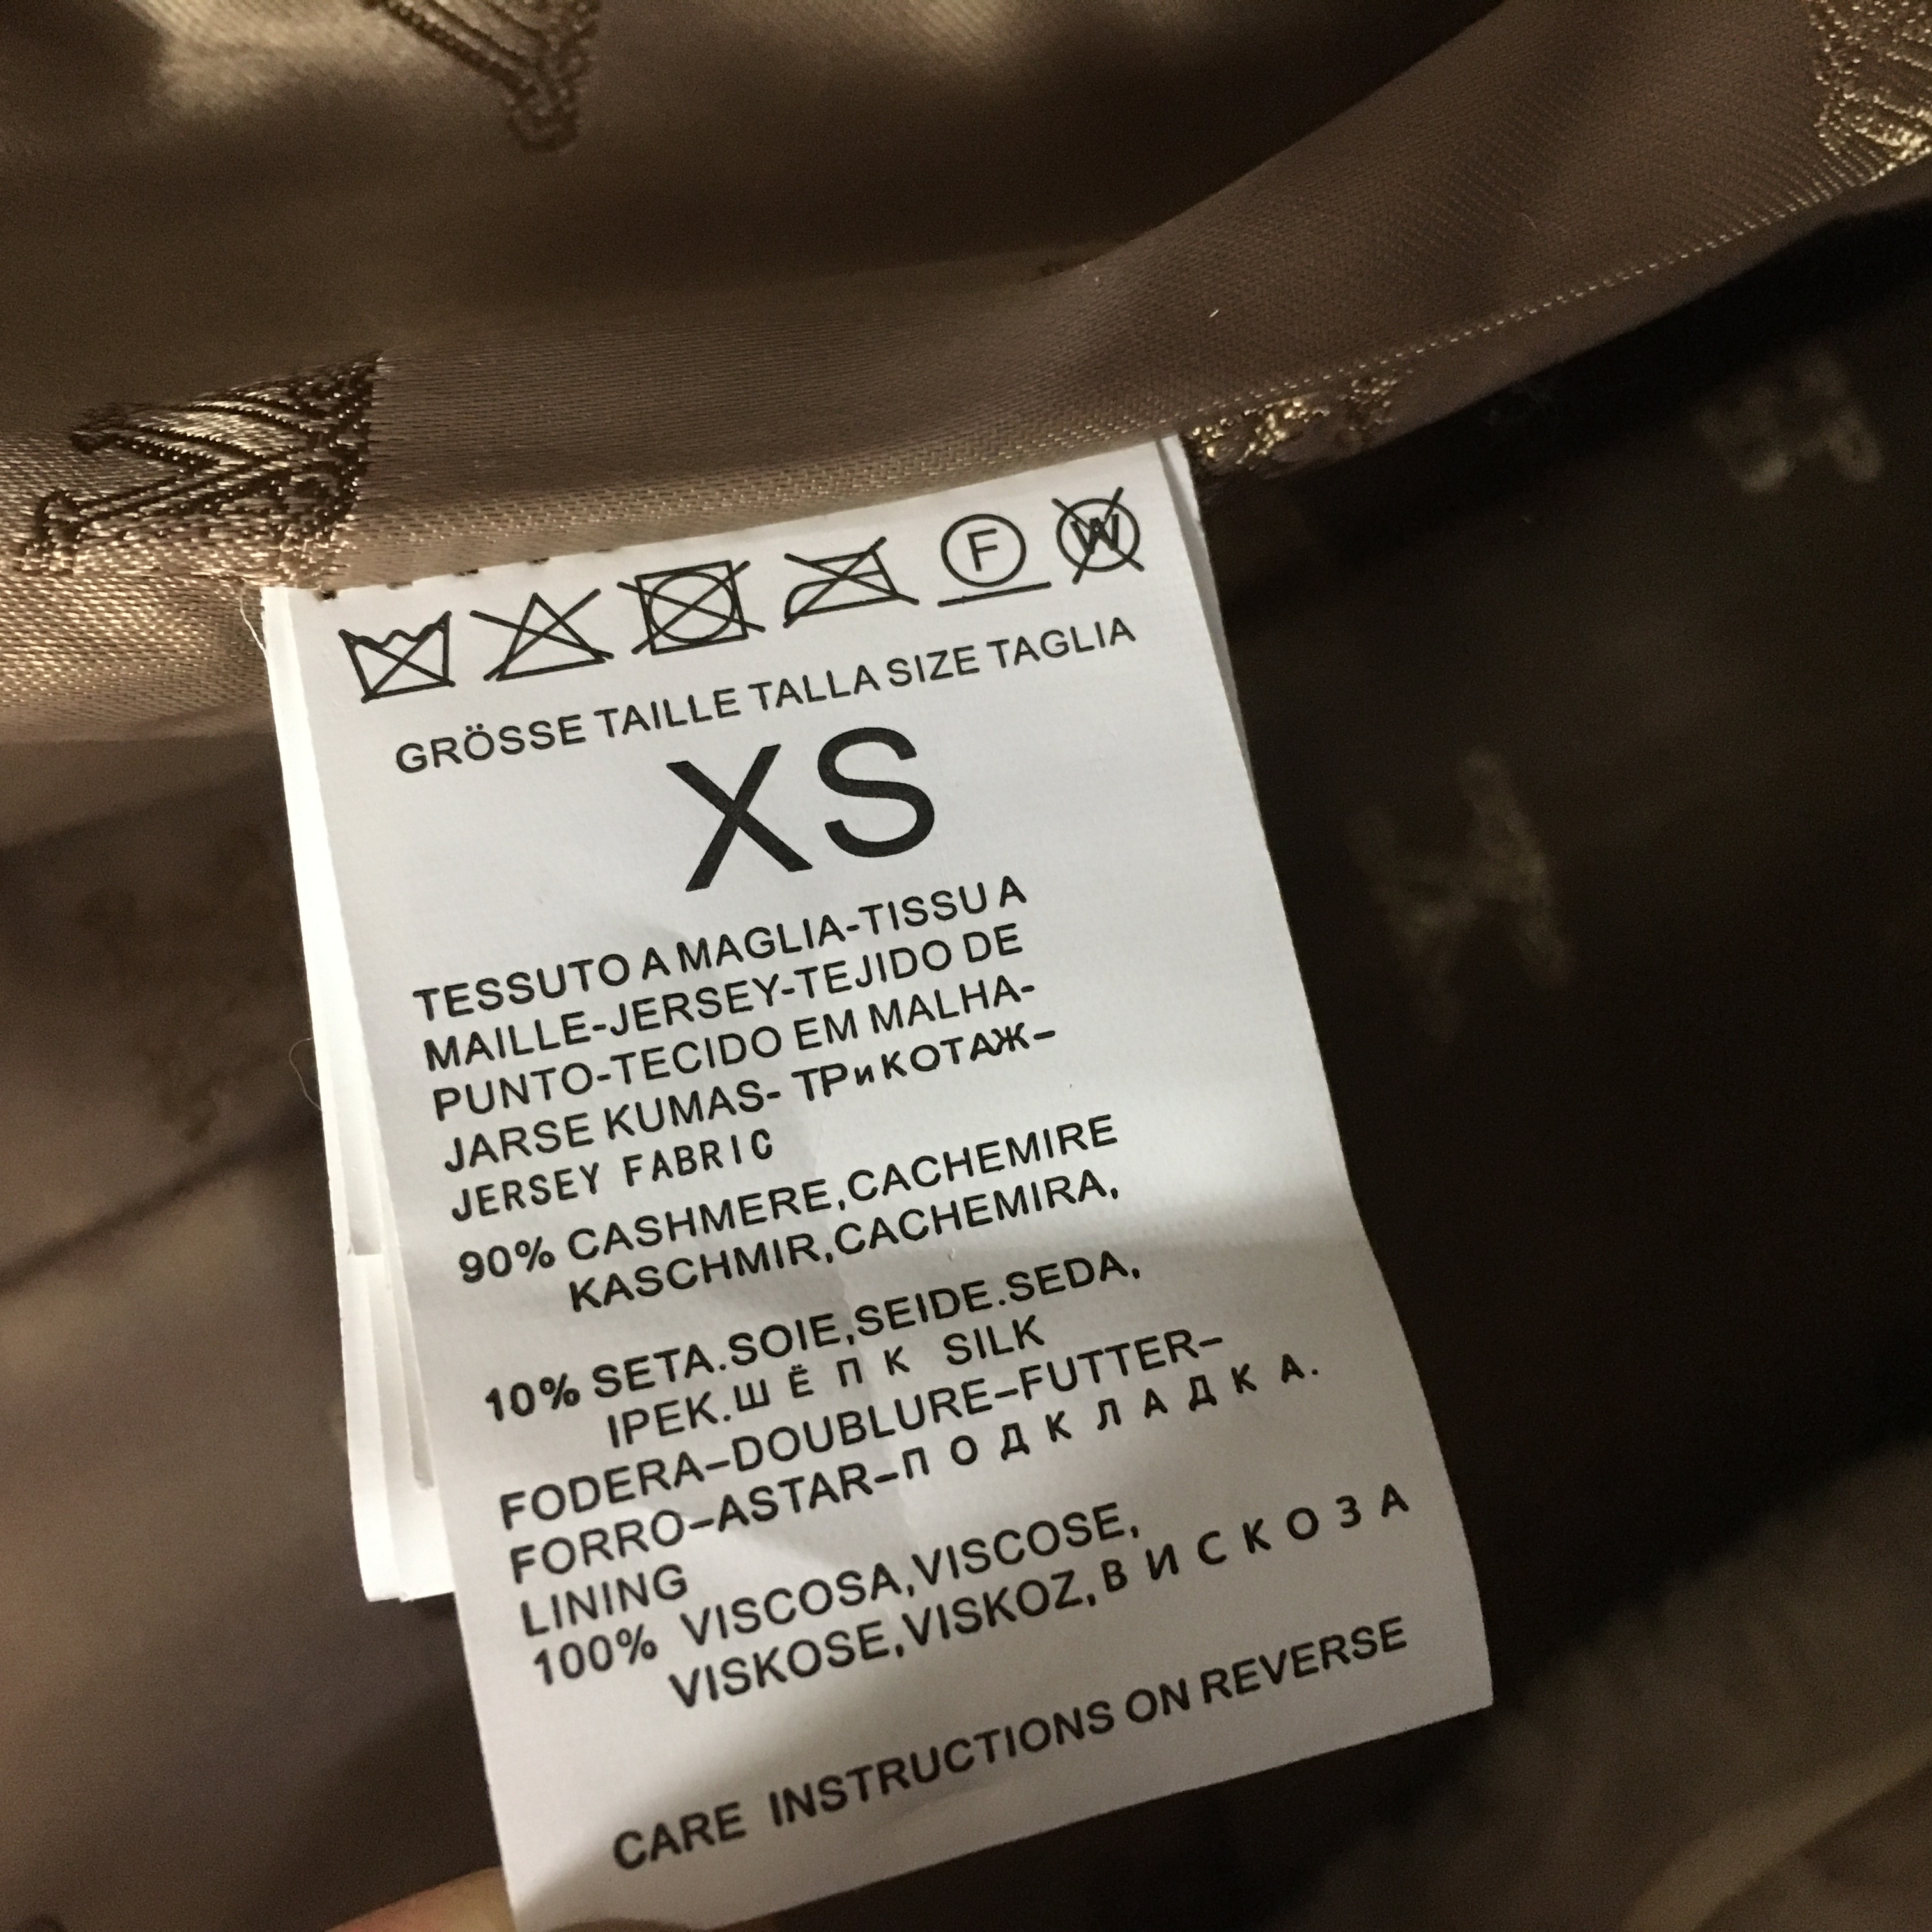 F W
GRÖSSE TAILLE TALLA SIZE TAGLIA
XS
TESSUTO A MAGLIA-TISSU A
MAILLE-JERSEY-TEJIDO DE
PUNTO-TECIDO EM MALHA-
JARSE KUMAS- ТРиКОТАЖ-
JERSEY FABRIC
90% CASHMERE,CACHEMIRE
KASCHMIR,CACHEMIRA,
10% SETA.SOIE,SEIDE.SEDA,
IPEK.ШЁПК SILK
FODERA-DOUBLURE-FUTTER-
FORRO-ASTAR-ПОДКЛАДКА.
LINING
100% VISCOSA,VISCOSE,
VISKOSE,VISKOZ,ВИСКОЗА
CARE INSTRUCTIONS ON REVERSE